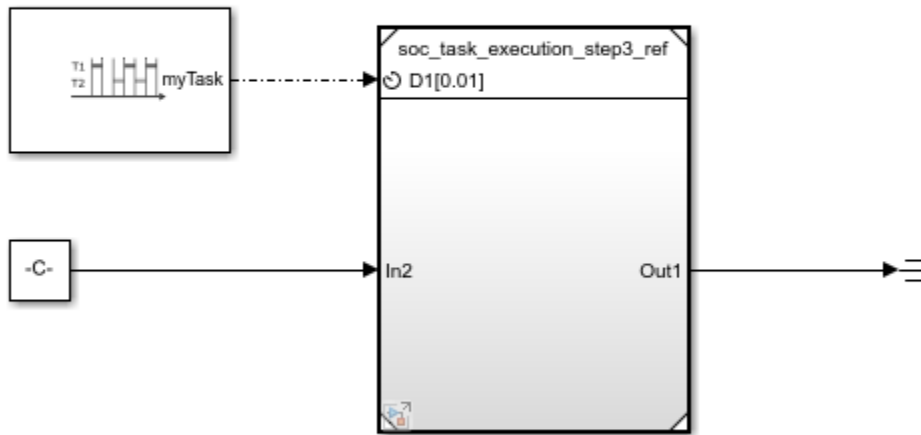 soc_task_execution_step3_ref
T1
T2
myTask
D1[0.01]
-C-
In2
Out1